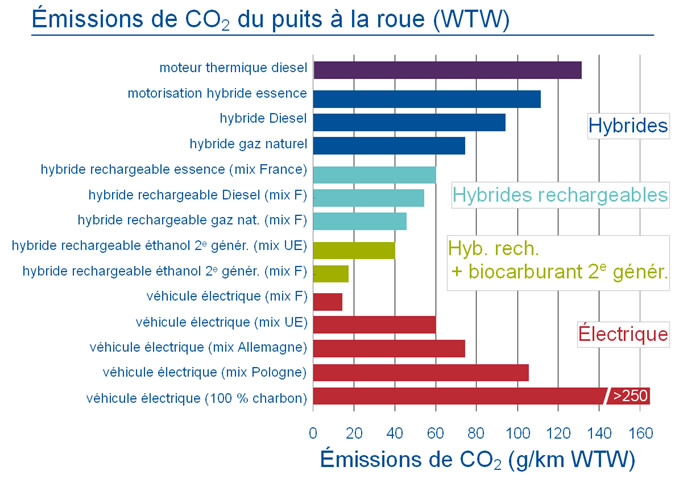 Émissions de CO₂ du puits à la roue (WTW)
moteur thermique diesel
motorisation hybride essence
hybride Diesel
hybride gaz naturel
Hybrides
hybride rechargeable essence (mix France)
hybride rechargeable Diesel (mix F)
hybride rechargeable gaz nat. (mix F)
Hybrides rechargeables
hybride rechargeable éthanol 2ᵉ génér. (mix UE)
hybride rechargeable éthanol 2ᵉ génér. (mix F)
Hyb. rech.
+ biocarburant 2ᵉ génér.
véhicule électrique (mix F)
véhicule électrique (mix UE)
véhicule électrique (mix Allemagne)
véhicule électrique (mix Pologne)
véhicule électrique (100 % charbon)
Électrique
>250
0 20 40 60 80 100 120 140 160
Émissions de CO₂ (g/km WTW)